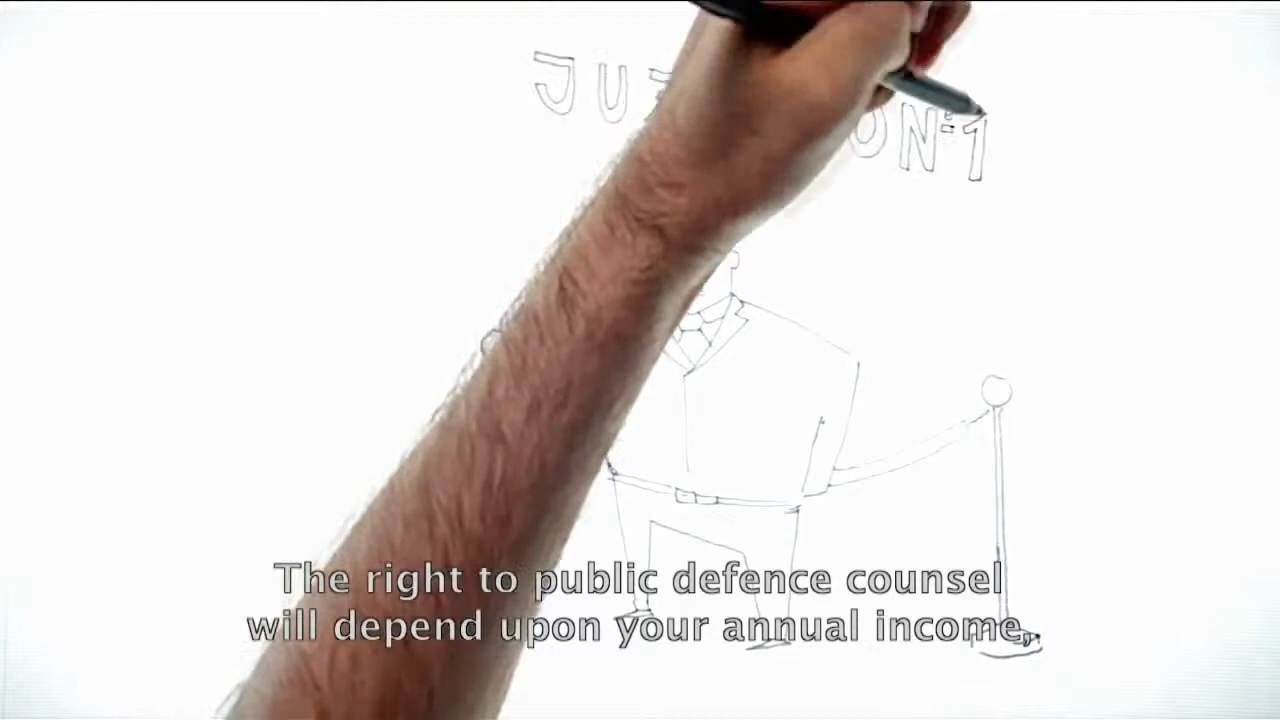 The right to public defence counsel
will depend upon your annual income.